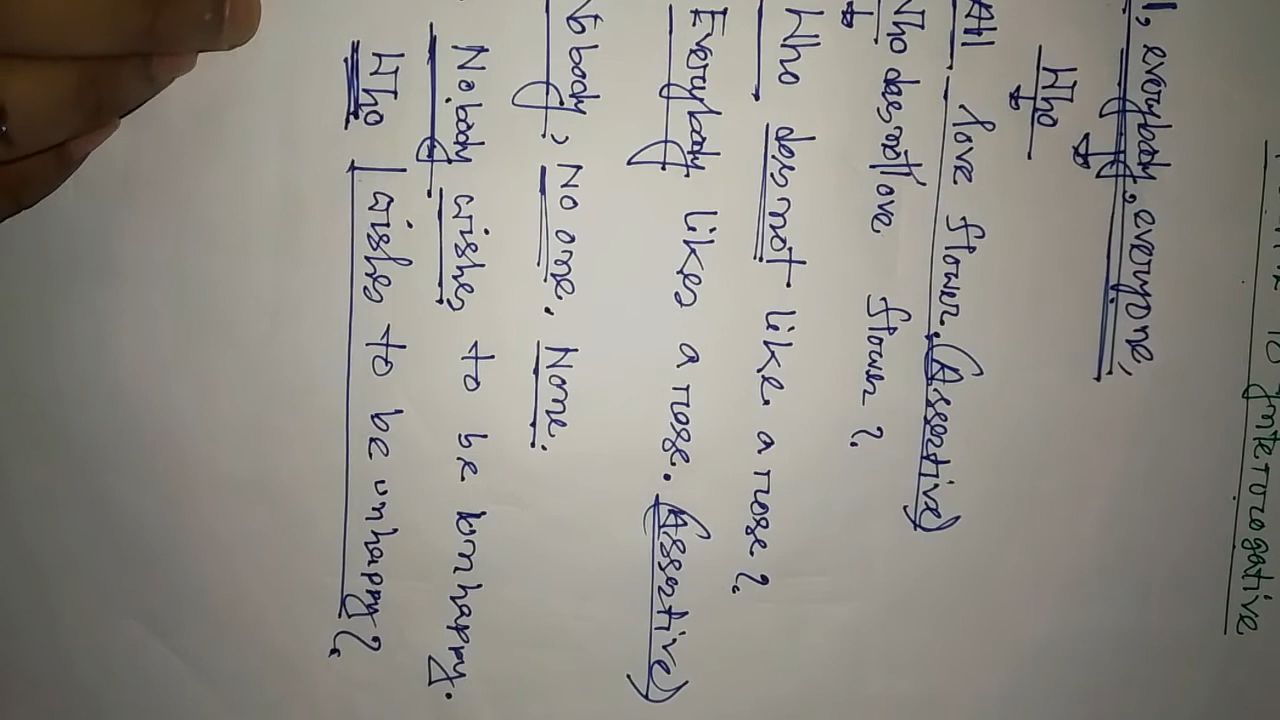 to Interrogative
everybody, everyone,
Who
All love flower. (Assertive)
Who does not love flower?
Who does not like a rose?
Everybody likes a rose. (Assertive)
Nobody, No one, None.
Nobody wishes to be unhappy.
Who wishes to be unhappy?